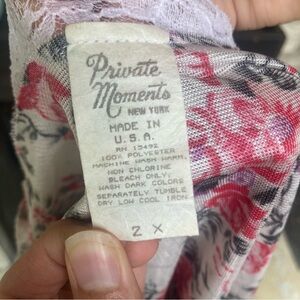 Private
Moments
NEW YORK
MADE IN
U.S.A.
RN 13492
100% POLYESTER
MACHINE WASH WARM,
NON CHLORINE
BLEACH ONLY.
WASH DARK COLORS
SEPARATELY TUMBLE
DRY LOW COOL IRON
2 X